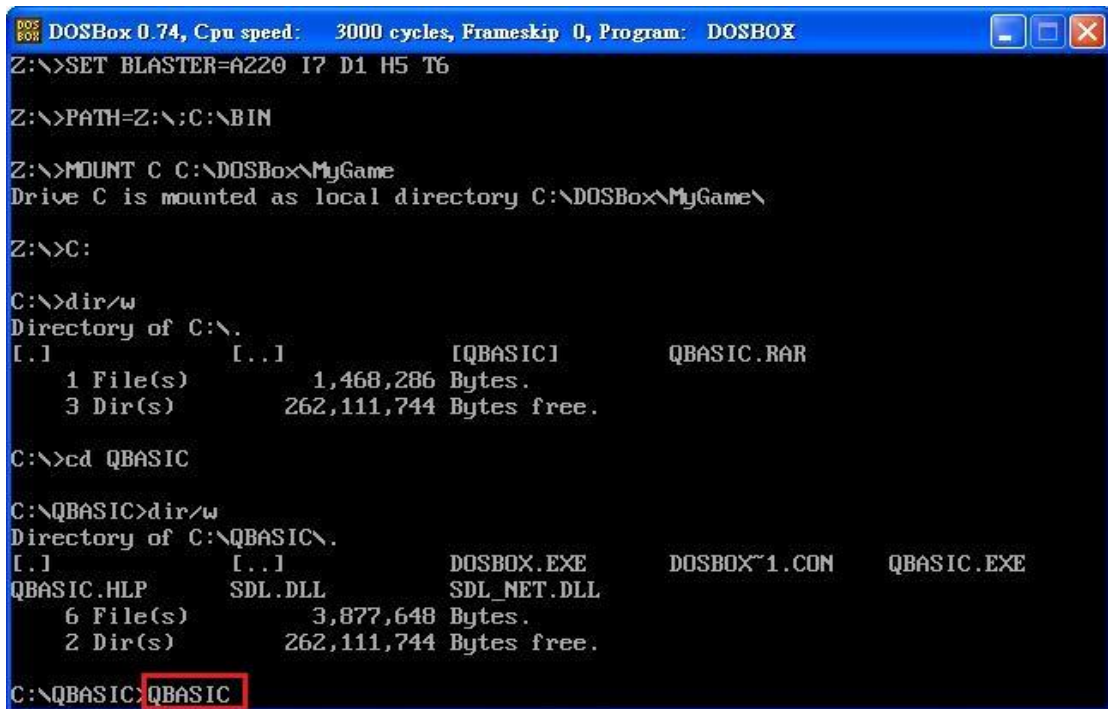 DOS BOX DOSBox 0.74, Cpu speed: 3000 cycles, Frameskip 0, Program: DOSBOX
Z:\>SET BLASTER=A220 I7 D1 H5 T6
Z:\>PATH=Z:\;C:\BIN
Z:\>MOUNT C C:\DOSBox\MyGame
Drive C is mounted as local directory C:\DOSBox\MyGame\
Z:\>C:
C:\>dir/w
Directory of C:\.
[.] [..] [QBASIC] QBASIC.RAR
1 File(s) 1,468,286 Bytes.
3 Dir(s) 262,111,744 Bytes free.
C:\>cd QBASIC
C:\QBASIC>dir/w
Directory of C:\QBASIC\.
[.] [..] DOSBOX.EXE DOSBOX~1.CON QBASIC.EXE
QBASIC.HLP SDL.DLL SDL_NET.DLL
6 File(s) 3,877,648 Bytes.
2 Dir(s) 262,111,744 Bytes free.
C:\QBASIC>QBASIC